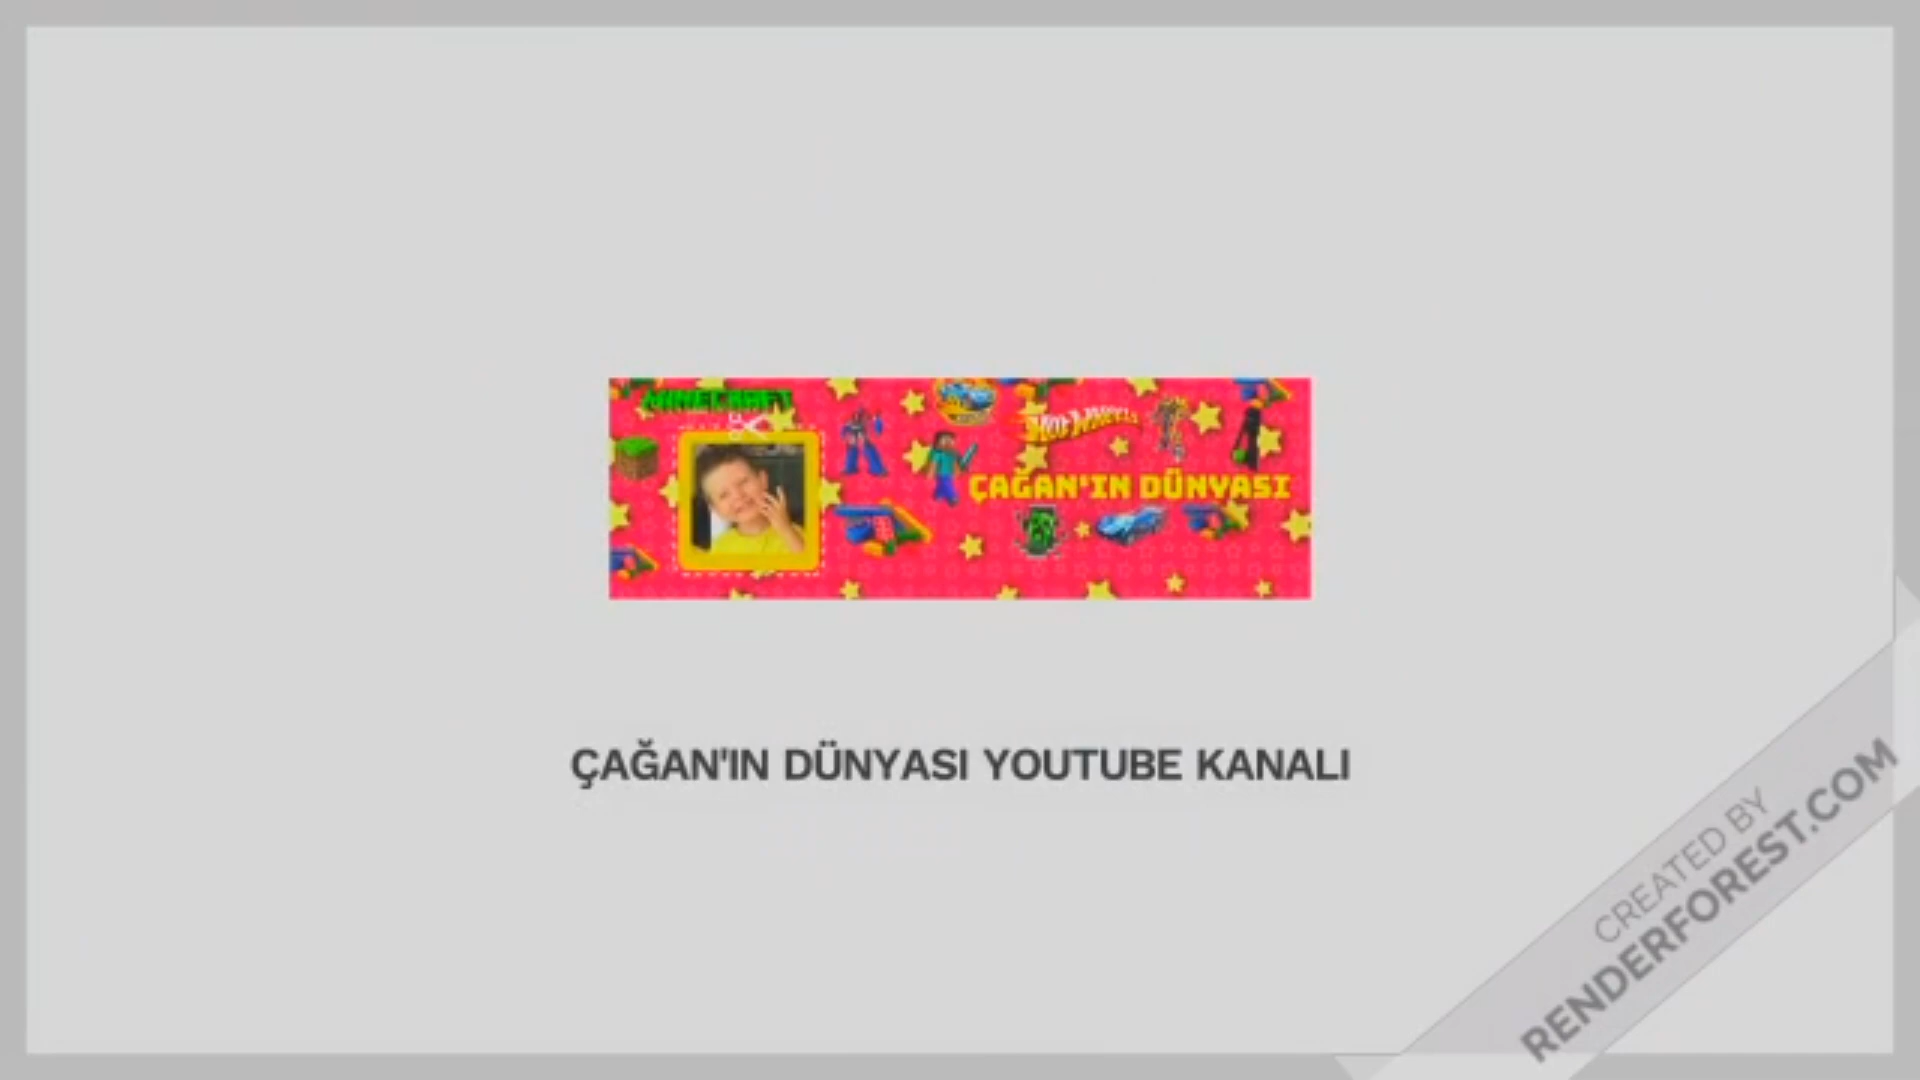 MINECRAFT
HOT WHEELS
ÇAĞAN'IN DÜNYASI
ÇAĞAN'IN DÜNYASI YOUTUBE KANALI
CREATED BY
RENDERFOREST.COM